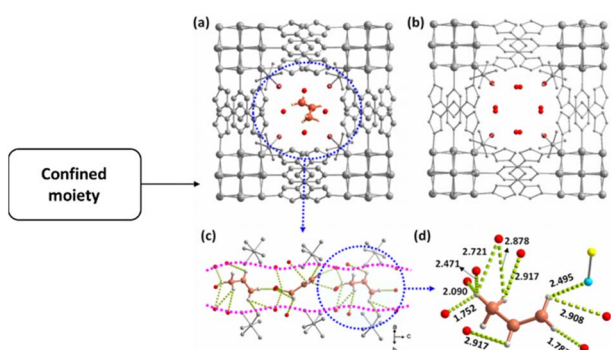 (a)
(b)
Confined
moiety
(c)
(d)
2.878
2.721
2.471
2.917
2.495
2.090
1.752
2.908
2.917
c